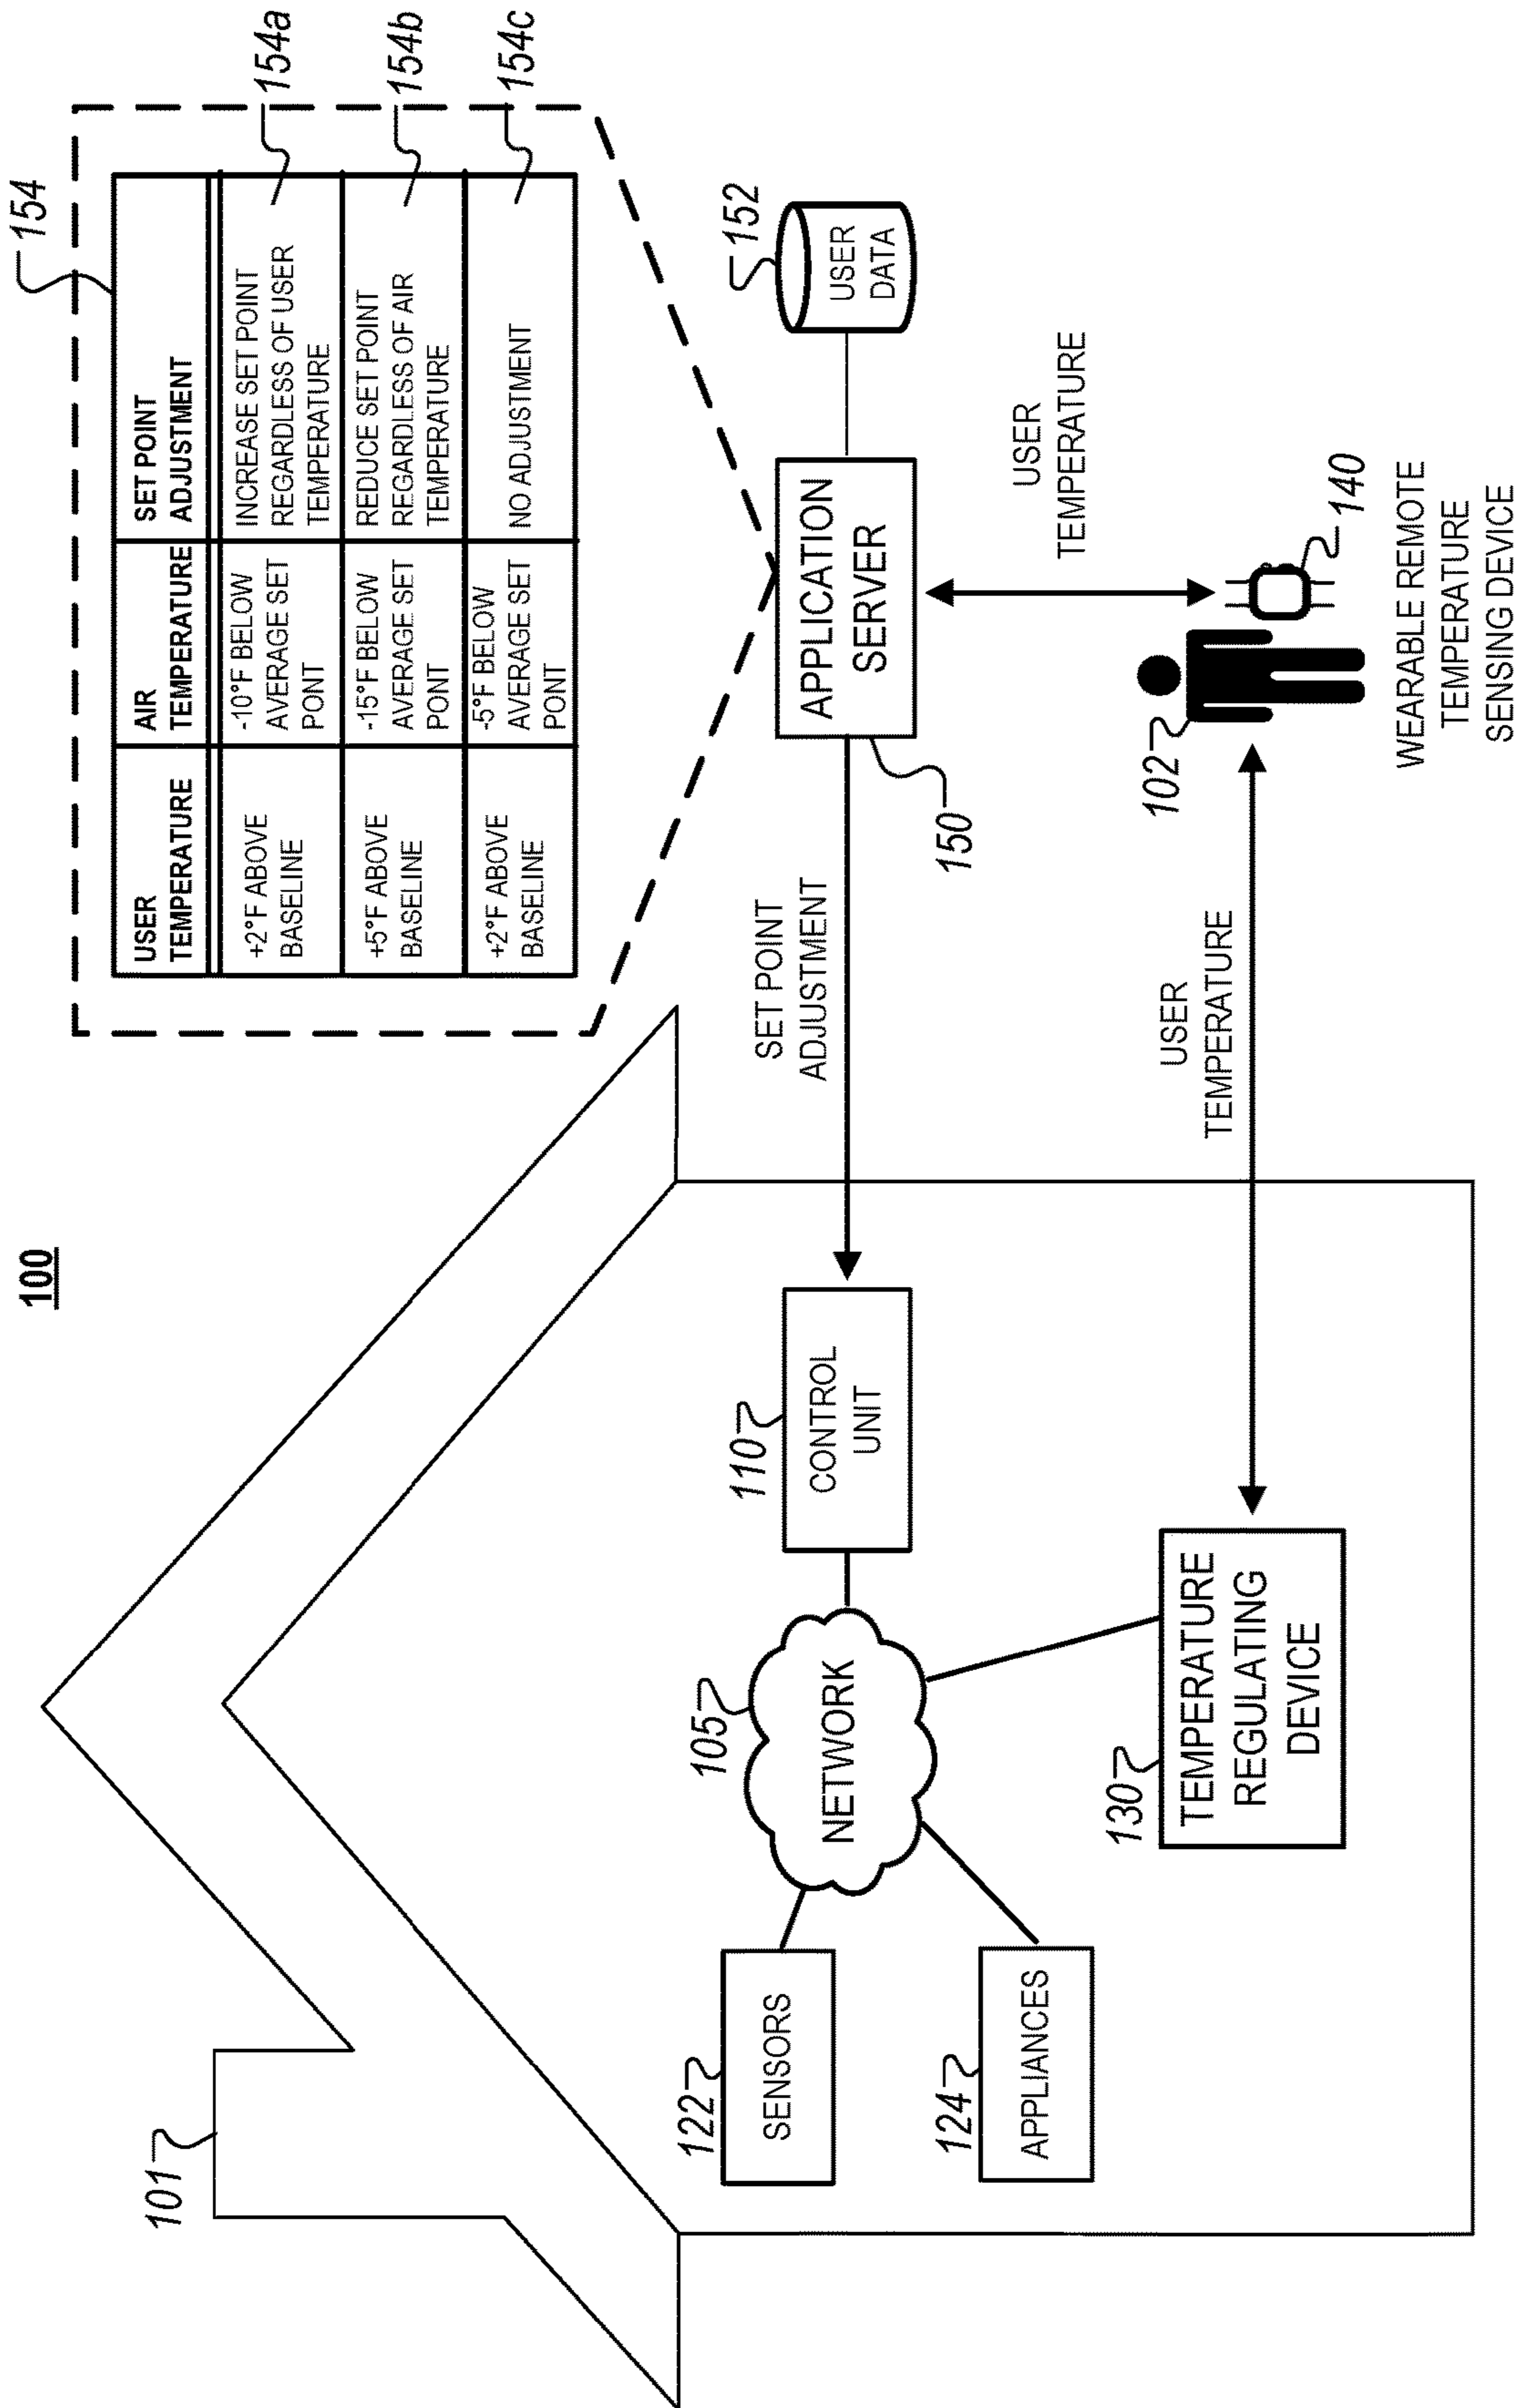 100
154
USER
TEMPERATURE
AIR
TEMPERATURE
SET POINT
ADJUSTMENT
+2°F ABOVE
BASELINE
-10°F BELOW
AVERAGE SET
PONT
INCREASE SET POINT
REGARDLESS OF USER
TEMPERATURE
154a
+5°F ABOVE
BASELINE
-15°F BELOW
AVERAGE SET
PONT
REDUCE SET POINT
REGARDLESS OF AIR
TEMPERATURE
154b
+2°F ABOVE
BASELINE
-5°F BELOW
AVERAGE SET
PONT
NO ADJUSTMENT
154c
101
122
SENSORS
124
APPLIANCES
105
NETWORK
110
CONTROL
UNIT
130
TEMPERATURE
REGULATING
DEVICE
SET POINT
ADJUSTMENT
150
APPLICATION
SERVER
152
USER
DATA
USER
TEMPERATURE
USER
TEMPERATURE
102
140
WEARABLE REMOTE
TEMPERATURE
SENSING DEVICE